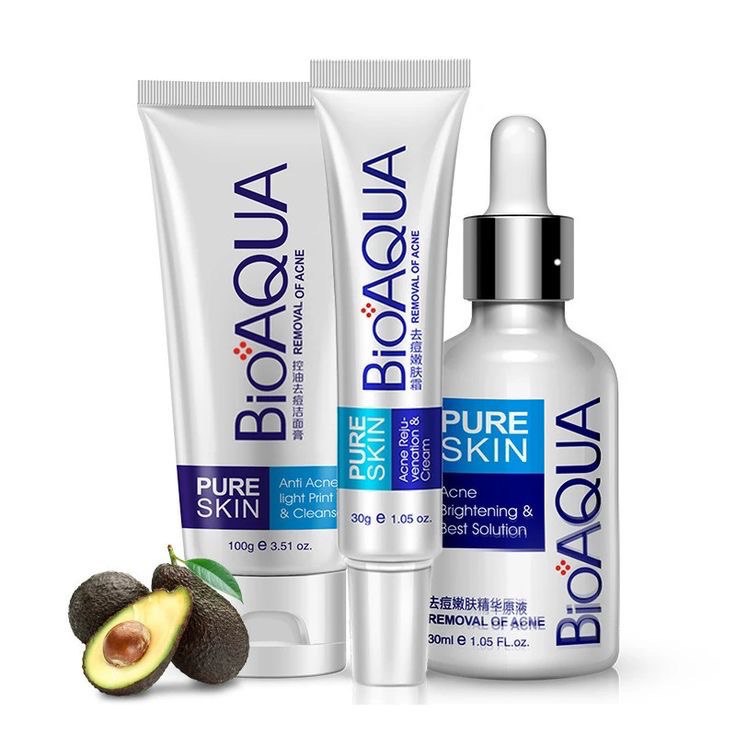 BIOAQUA
REMOVAL OF ACNE
控油去痘洁面膏
PURE
SKIN
Anti Acne
light Print
& Cleans
100g e 3.51 oz.
BIOAQUA
REMOVAL OF ACNE
去痘嫩肤霜
PURE
SKIN
Acne Reju-
venation &
Cream
30g e 1.05 oz.
PURE
SKIN
Acne
Brightening &
Best Solution
BIOAQUA
去痘嫩肤精华原液
REMOVAL OF ACNE
30ml e 1.05 FL.oz.